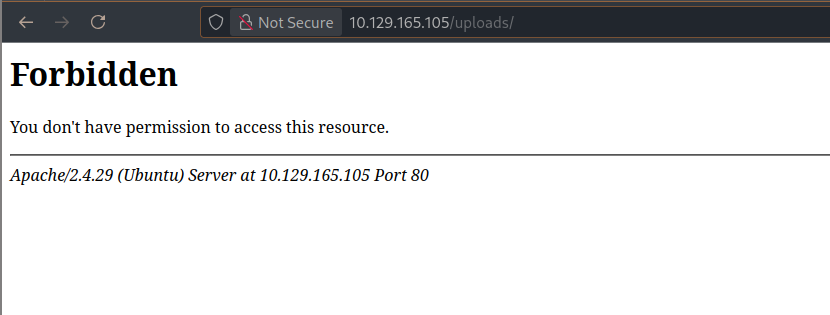 Not Secure 10.129.165.105/uploads/
Forbidden
You don't have permission to access this resource.
Apache/2.4.29 (Ubuntu) Server at 10.129.165.105 Port 80